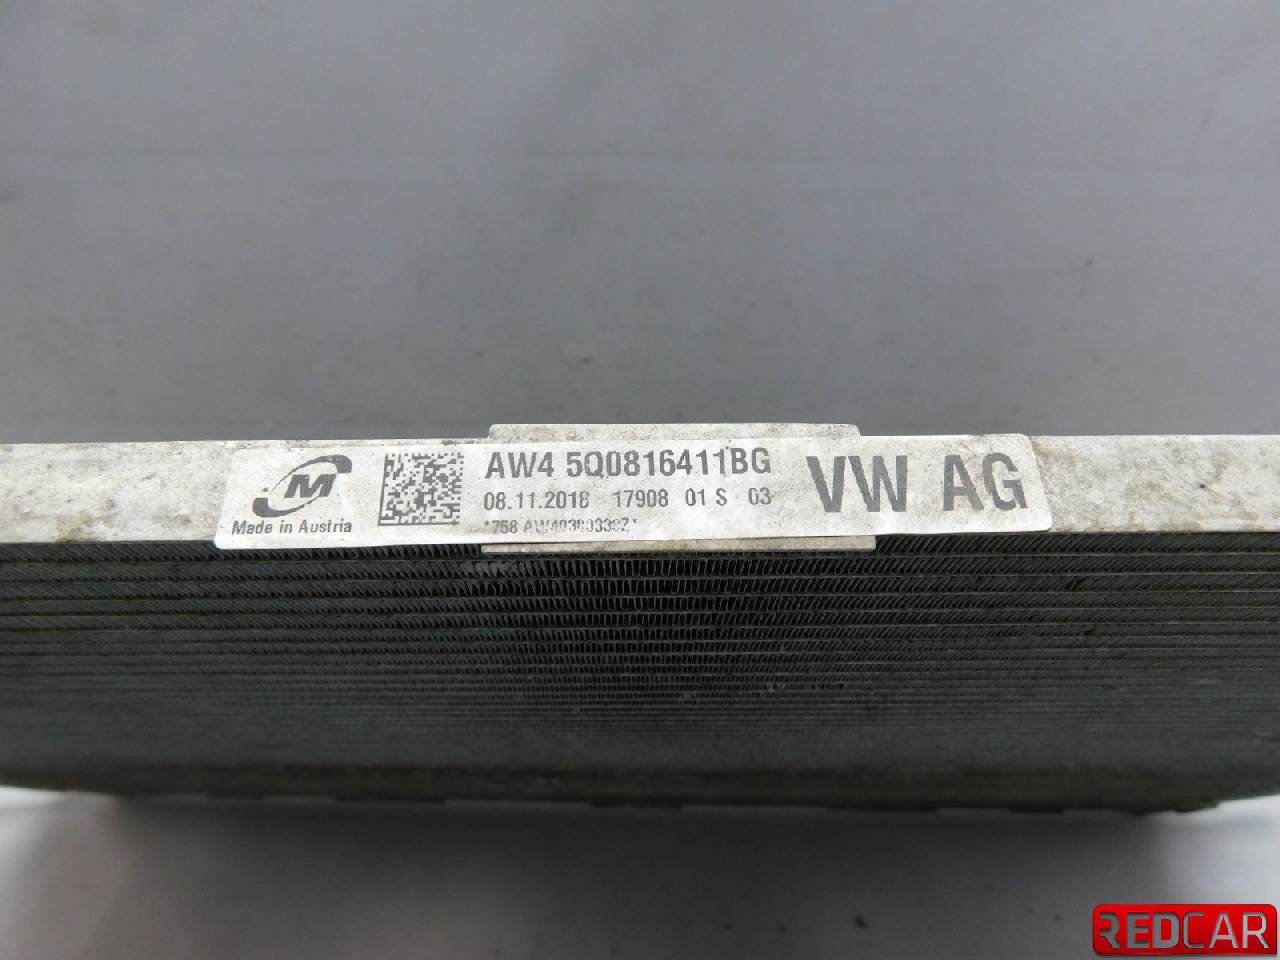 M
Made in Austria
AW4 5Q0816411BG
08.11.2018 17908 01 S 03
VW AG
REDCAR